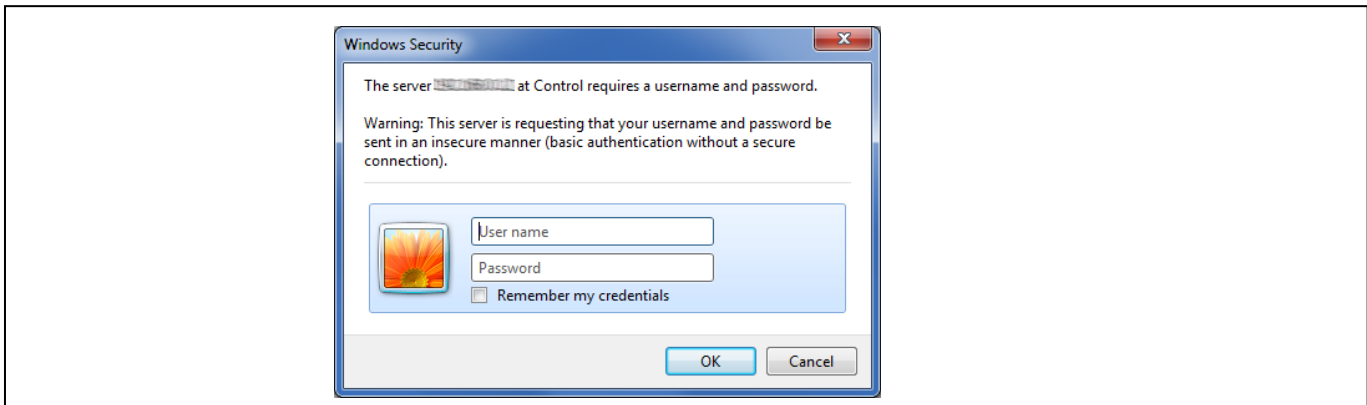 Windows Security
The server at Control requires a username and password.
Warning: This server is requesting that your username and password be
sent in an insecure manner (basic authentication without a secure
connection).
User name
Password
Remember my credentials
OK Cancel